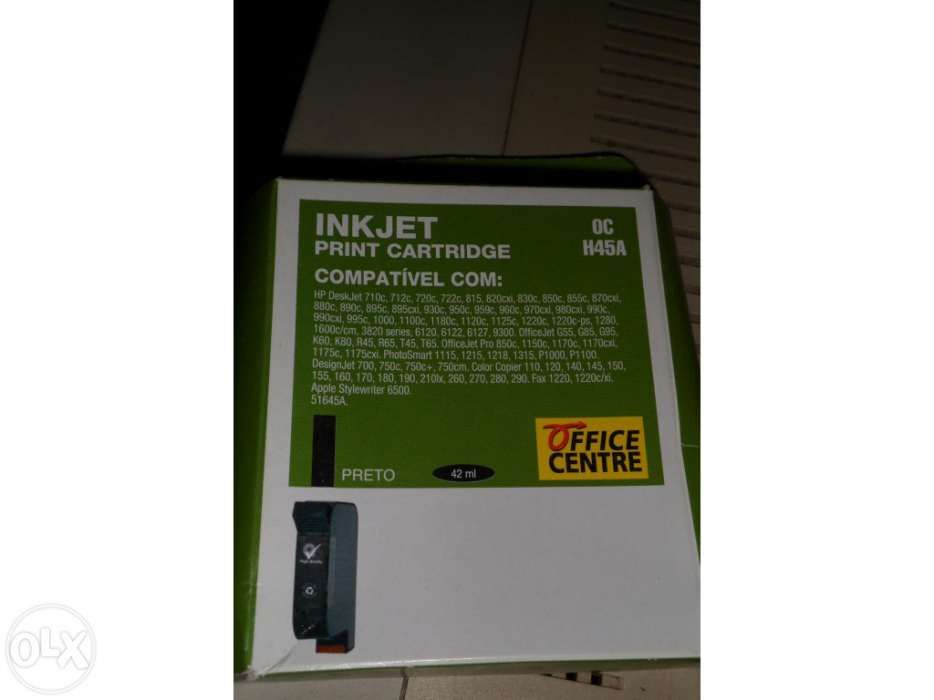 INKJET
PRINT CARTRIDGE
OC
H45A
COMPATÍVEL COM:
HP DeskJet 710c, 712c, 720c, 722c, 815, 820cxi, 830c, 850c, 855c, 870cxi,
880c, 890c, 895c, 895cxi, 930c, 950c, 959c, 960c, 970cxi, 980cxi, 990c,
990cxi, 995c, 1000, 1100c, 1180c, 1120c, 1125c, 1220c, 1220c-ps, 1280,
1600c/cm, 3820 series, 6120, 6122, 6127, 9300. OfficeJet G55, G85, G95,
K60, K80, R45, R65, T45, T65. OfficeJet Pro 850c, 1150c, 1170c, 1170cxi,
1175c, 1175cxi. PhotoSmart 1115, 1215, 1218, 1315, P1000, P1100.
DesignJet 700, 750c, 750c+, 750cm. Color Copier 110, 120, 140, 145, 150,
155, 160, 170, 180, 190, 210lx, 260, 270, 280, 290. Fax 1220, 1220c/xi.
Apple Stylewriter 6500.
51645A.
PRETO
42 ml
OFFICE
CENTRE
High Quality
OLX